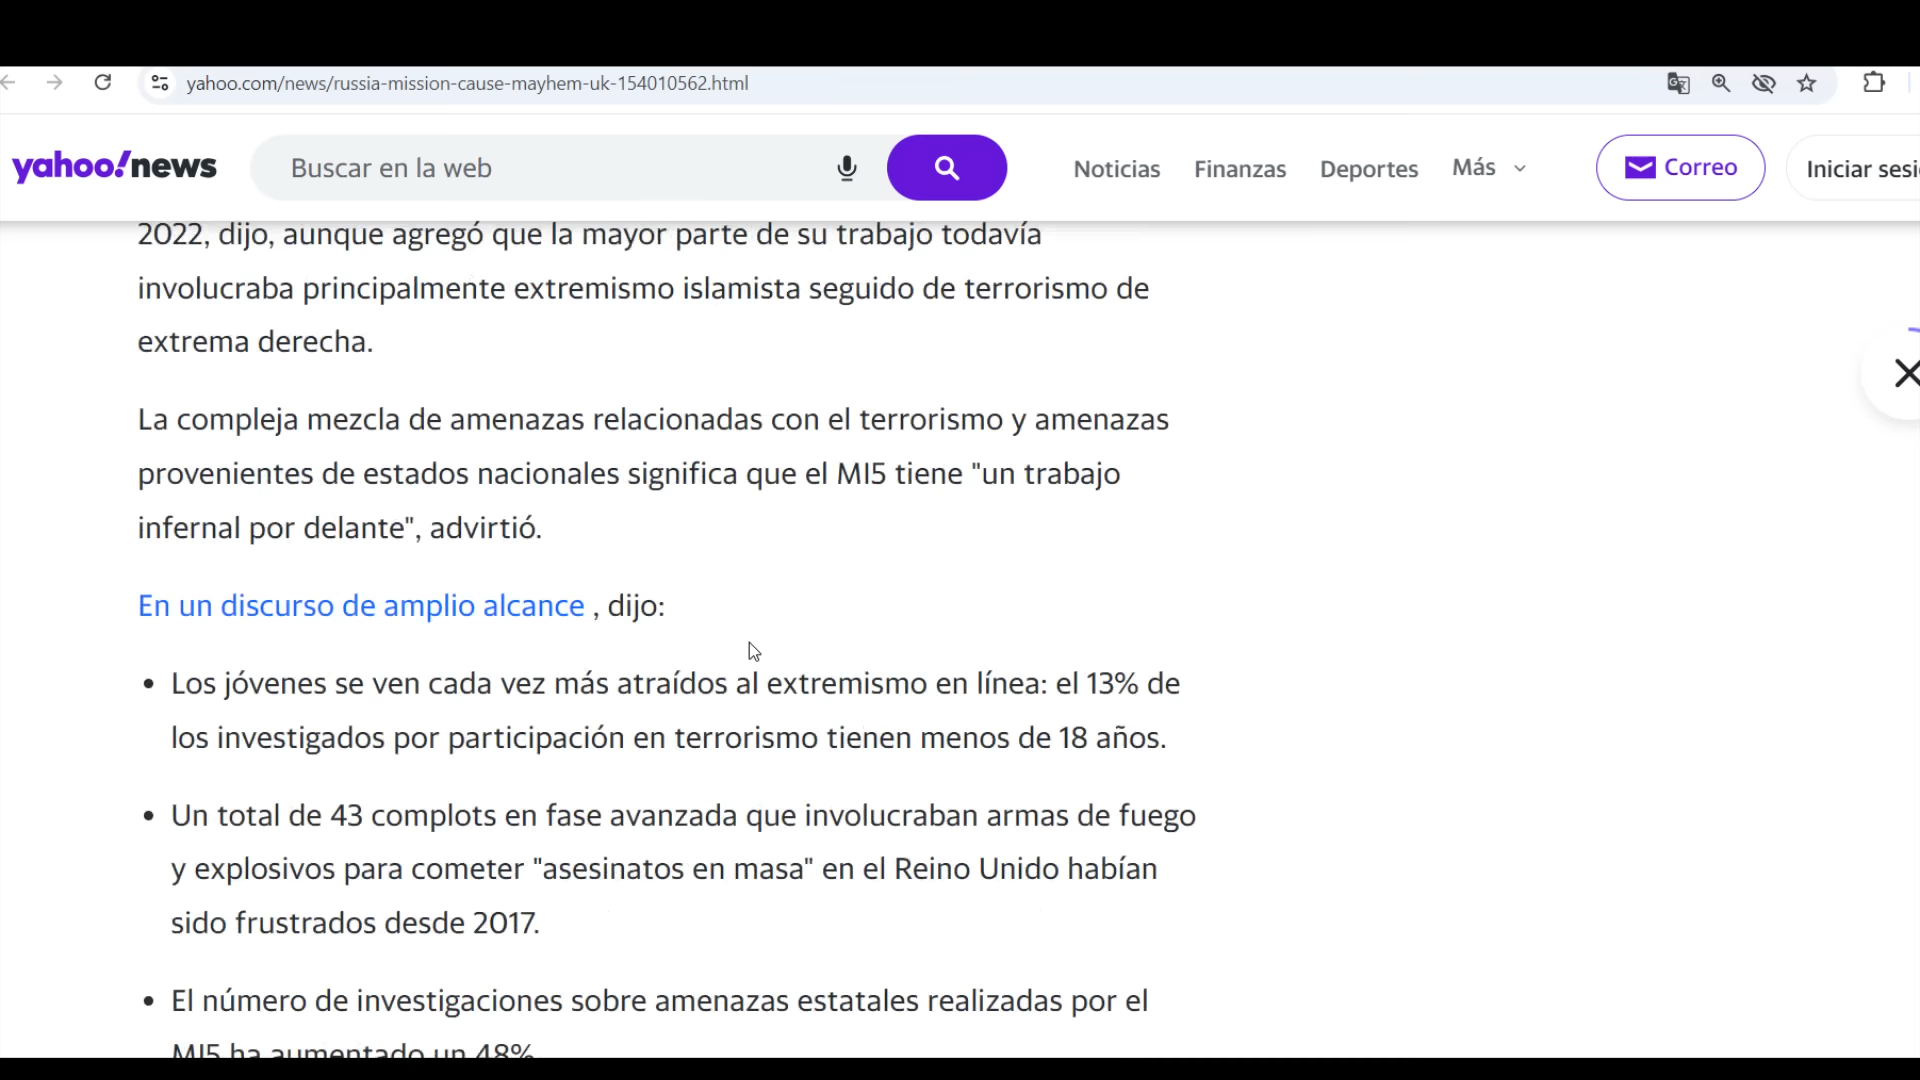 yahoo.com/news/russia-mission-cause-mayhem-uk-154010562.html
yahoo!news
Buscar en la web
Noticias Finanzas Deportes Más
Correo
Iniciar sesi
2022, dijo, aunque agregó que la mayor parte de su trabajo todavía
involucraba principalmente extremismo islamista seguido de terrorismo de
extrema derecha.
La compleja mezcla de amenazas relacionadas con el terrorismo y amenazas
provenientes de estados nacionales significa que el MI5 tiene "un trabajo
infernal por delante", advirtió.
En un discurso de amplio alcance , dijo:
• Los jóvenes se ven cada vez más atraídos al extremismo en línea: el 13% de
los investigados por participación en terrorismo tienen menos de 18 años.
• Un total de 43 complots en fase avanzada que involucraban armas de fuego
y explosivos para cometer "asesinatos en masa" en el Reino Unido habían
sido frustrados desde 2017.
• El número de investigaciones sobre amenazas estatales realizadas por el
MI5 ha aumentado un 48%